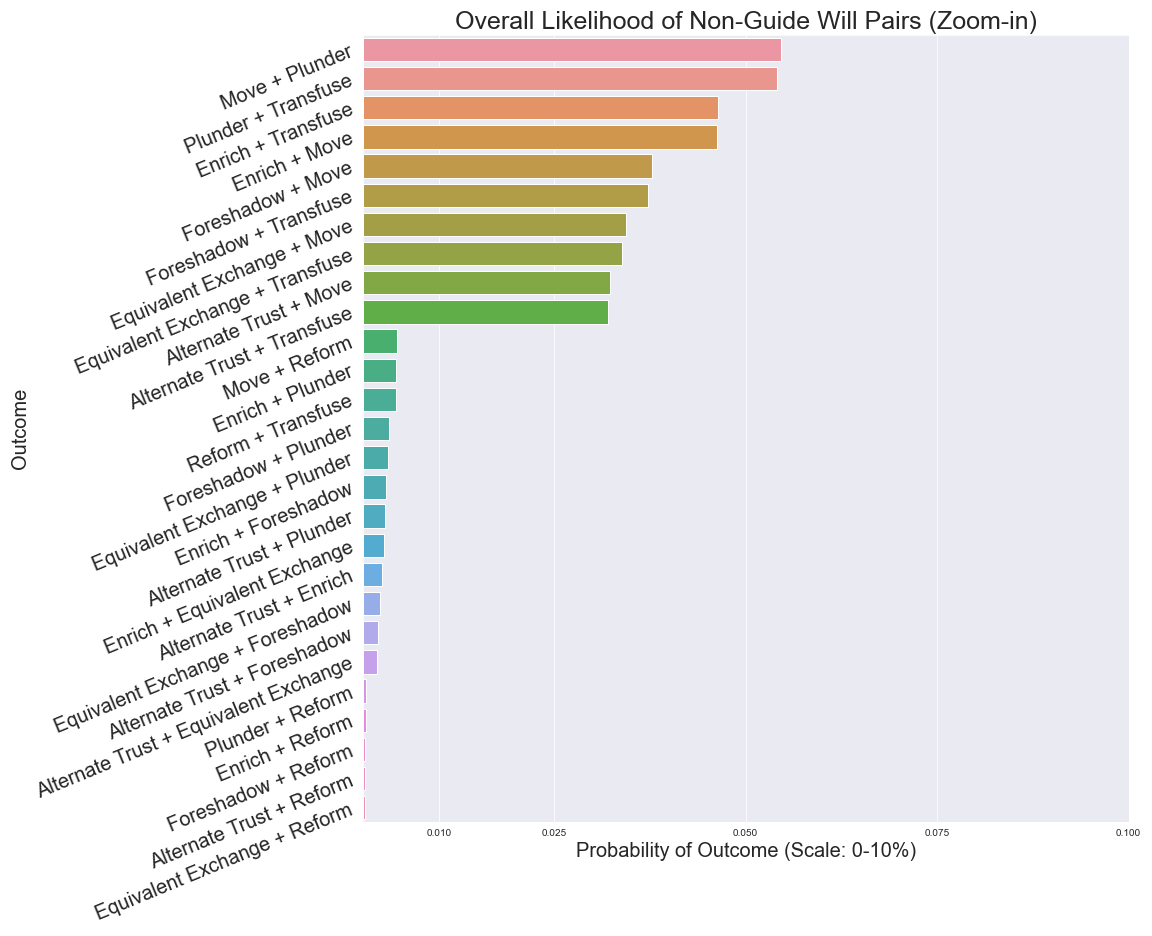 Overall Likelihood of Non-Guide Will Pairs (Zoom-in)
Outcome
Move + Plunder
Plunder + Transfuse
Enrich + Transfuse
Enrich + Move
Foreshadow + Move
Foreshadow + Transfuse
Equivalent Exchange + Move
Equivalent Exchange + Transfuse
Alternate Trust + Move
Alternate Trust + Transfuse
Move + Reform
Enrich + Plunder
Reform + Transfuse
Foreshadow + Plunder
Equivalent Exchange + Plunder
Enrich + Foreshadow
Alternate Trust + Plunder
Enrich + Equivalent Exchange
Alternate Trust + Enrich
Equivalent Exchange + Foreshadow
Alternate Trust + Foreshadow
Alternate Trust + Equivalent Exchange
Plunder + Reform
Enrich + Reform
Foreshadow + Reform
Alternate Trust + Reform
Equivalent Exchange + Reform
0.010 0.025 0.050 0.075 0.100
Probability of Outcome (Scale: 0-10%)